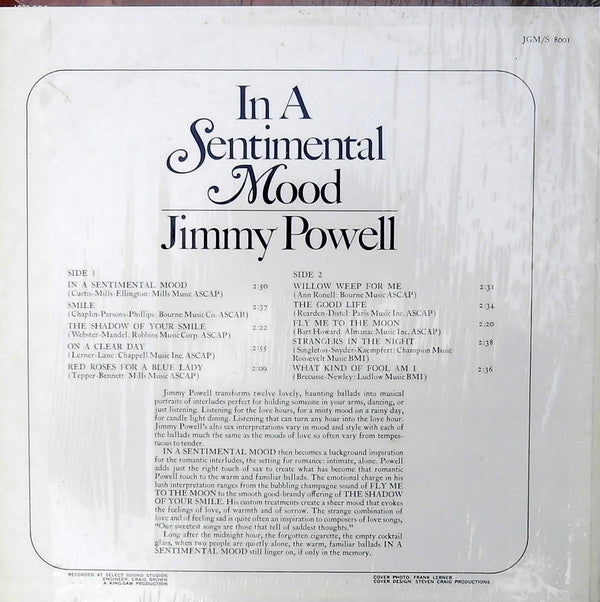 JGM/S 8001
In A
Sentimental
Mood
Jimmy Powell
SIDE 1
IN A SENTIMENTAL MOOD 2:50
(Curtis-Mills-Ellington: Mills Music ASCAP)
SMILE 2:37
(Chaplin-Parsons-Phillips: Bourne Music Co. ASCAP)
THE SHADOW OF YOUR SMILE 2:22
(Webster-Mandel: Robbins Music Corp. ASCAP)
ON A CLEAR DAY 2:55
(Lerner-Lane: Chappell Music Inc. ASCAP)
RED ROSES FOR A BLUE LADY 2:09
(Tepper-Bennett Mills Music ASCAP)
SIDE 2
WILLOW WEEP FOR ME 2:31
(Ann Ronell: Bourne Music ASCAP)
THE GOOD LIFE 2:34
(Rearden-Distel: Paris Music Inc. ASCAP)
FLY ME TO THE MOON 2:20
(Bart Howard: Almanac Music Inc. ASCAP)
STRANGERS IN THE NIGHT 2:38
(Singleton-Snyder-Kaempfert: Champion Music
Roosevelt Music BMI)
WHAT KIND OF FOOL AM I 2:36
(Brecusse-Newley: Ludlow Music BMI)
Jimmy Powell transforms twelve lovely, haunting ballads into musical
portraits of interludes perfect for holding someone in your arms, dancing, or
just listening. Listening for the love hours, for a misty mood on a rainy day,
for candle light dining. Listening that can turn any hour into the love hour.
Jimmy Powell's alto sax interpretations vary in mood and style with each of
the ballads much the same as the moods of love so often vary from tempes-
tuous to tender.
IN A SENTIMENTAL MOOD then becomes a background inspiration
for the romantic interludes, the setting for romance: intimate, alone. Powell
adds just the right touch of sax to create what has become that romantic
Powell touch to the warm and familiar ballads. The emotional charge in his
lush interpretation ranges from the bubbling champagne sound of FLY ME
TO THE MOON to the smooth good-brandy offering of THE SHADOW
OF YOUR SMILE. His custom treatments create a sheer mood that evokes
the feelings of love, of warmth and of sorrow. The strange combination of
love and of feeling sad is quite often an inspiration to composers of love songs,
"Our sweetest songs are those that tell of saddest thoughts."
Long after the midnight hour, the forgotten cigarette, the empty cocktail
glass, when two people are quietly alone, the warm, familiar ballads IN A
SENTIMENTAL MOOD still linger on, if only in the memory.
RECORDED AT SELECT SOUND STUDIOS
ENGINEER, CRAIG BROWN
A KING/SAM PRODUCTION
COVER PHOTO, FRANK LERNER
COVER DESIGN, STEVEN CRAIG PRODUCTIONS